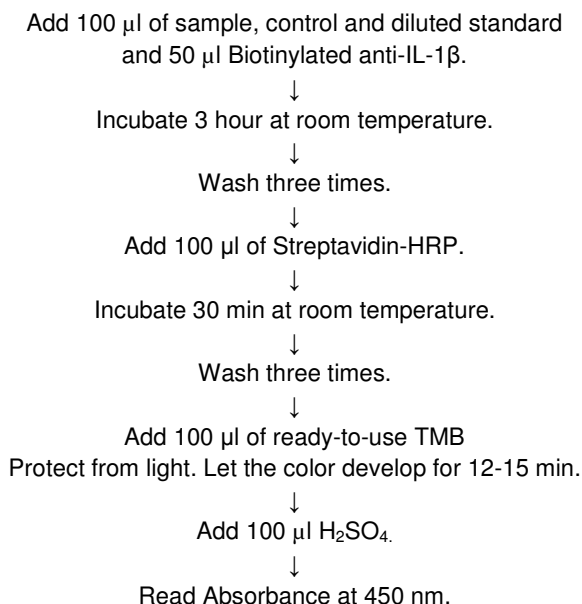 Add 100 µl of sample, control and diluted standard
and 50 µl Biotinylated anti-IL-1β.
↓
Incubate 3 hour at room temperature.
↓
Wash three times.
↓
Add 100 µl of Streptavidin-HRP.
↓
Incubate 30 min at room temperature.
↓
Wash three times.
↓
Add 100 µl of ready-to-use TMB
Protect from light. Let the color develop for 12-15 min.
↓
Add 100 µl H₂SO₄.
↓
Read Absorbance at 450 nm.